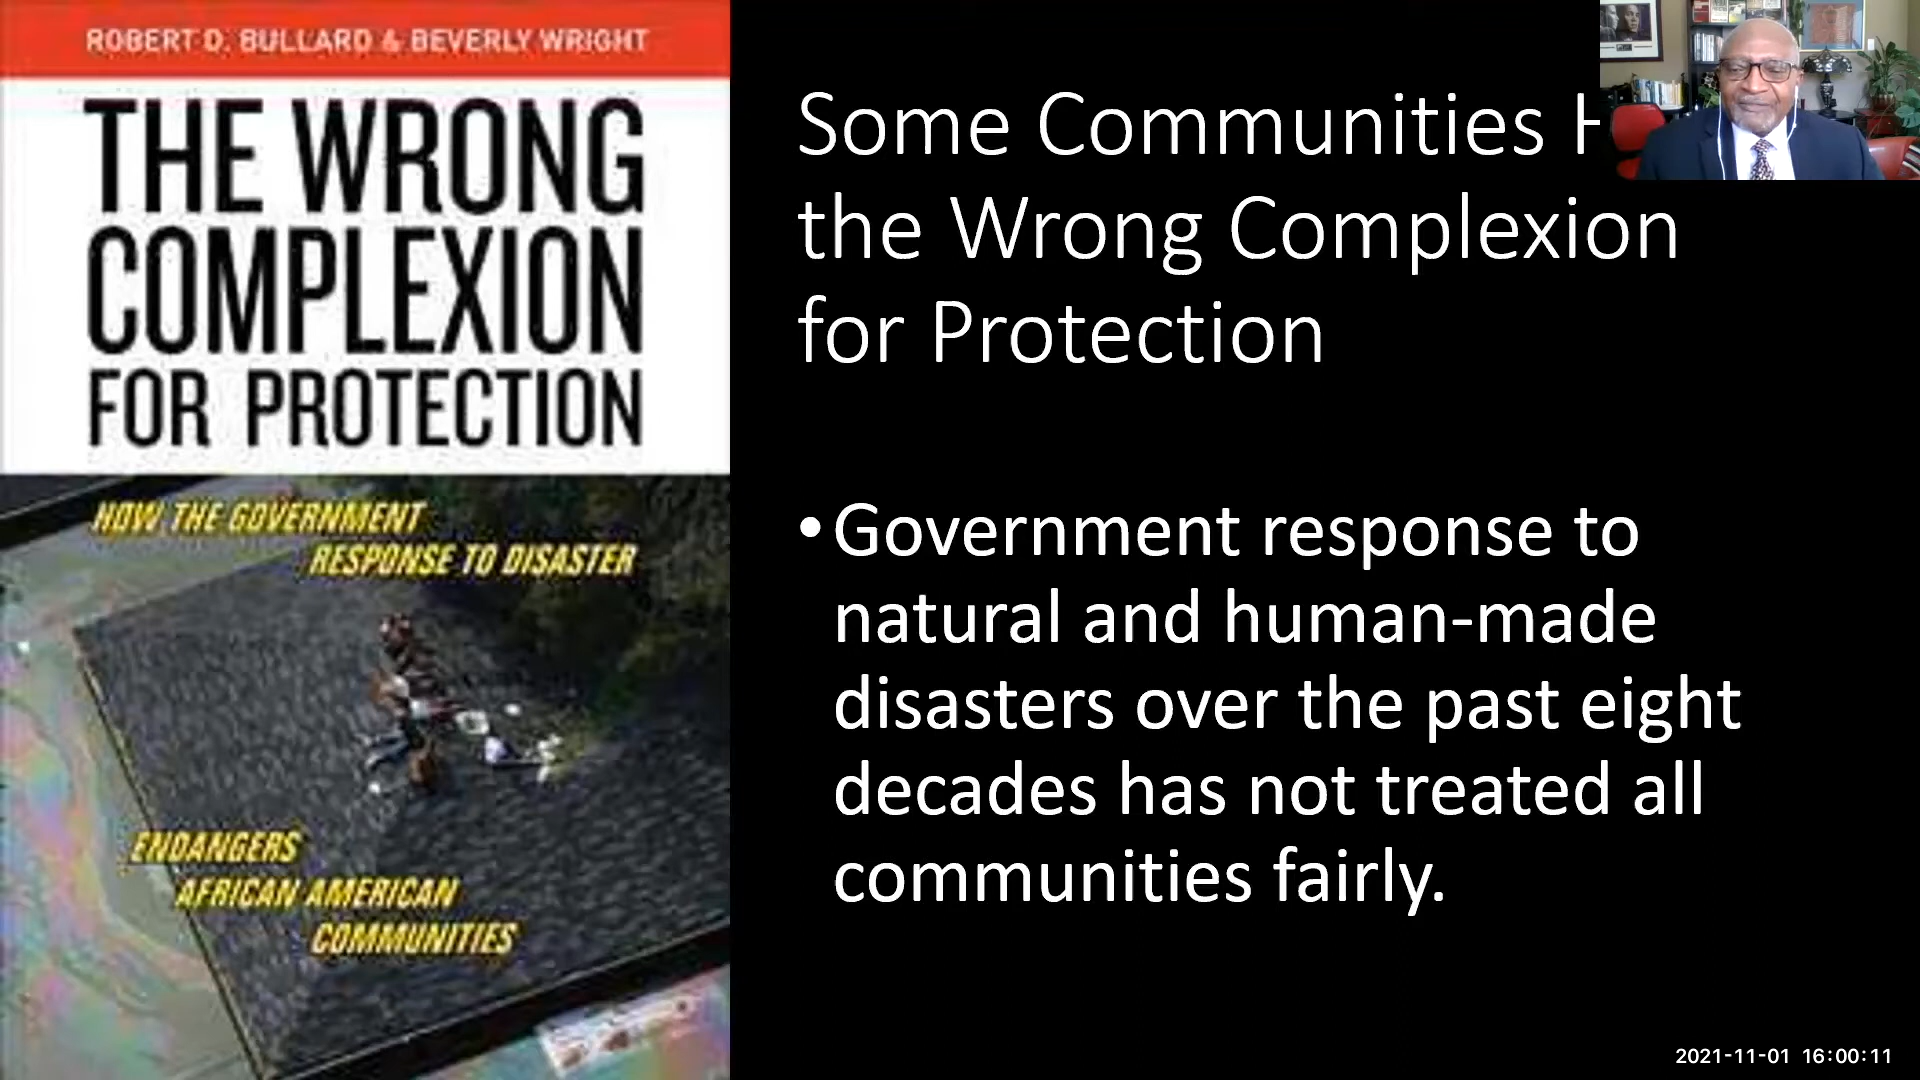 ROBERT D. BULLARD & BEVERLY WRIGHT
THE WRONG
COMPLEXION
FOR PROTECTION
HOW THE GOVERNMENT
RESPONSE TO DISASTER
ENDANGERS
AFRICAN AMERICAN
COMMUNITIES
Some Communities H
the Wrong Complexion
for Protection
•Government response to
natural and human-made
disasters over the past eight
decades has not treated all
communities fairly.
2021-11-01 16:00:11